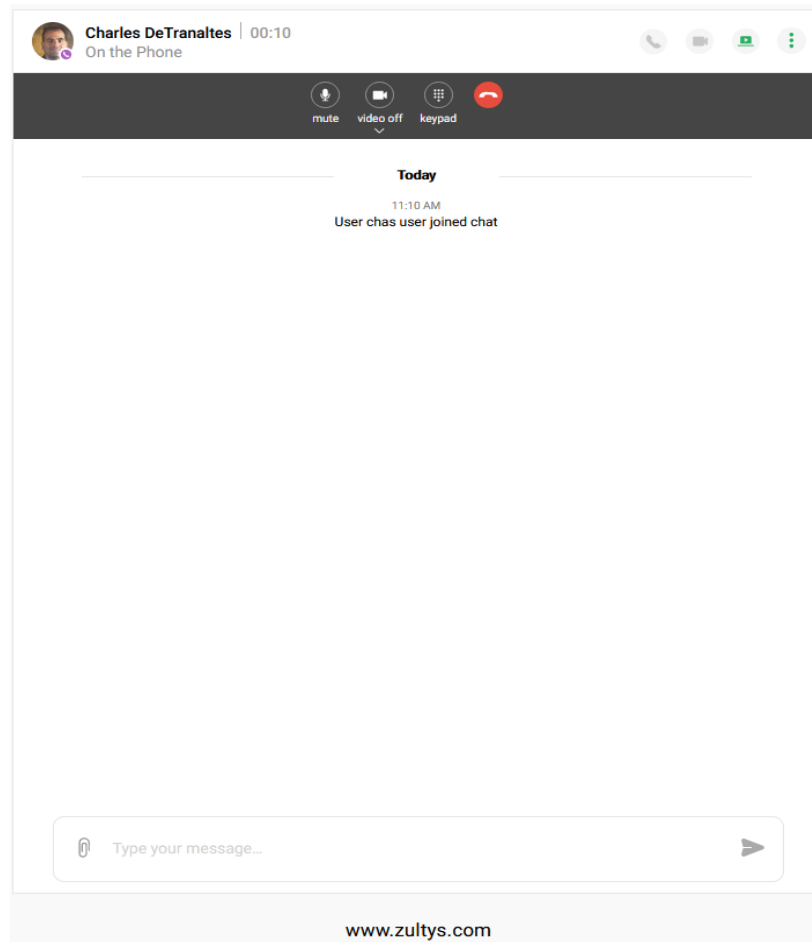 Charles DeTranaltes 00:10
On the Phone
mute video off keypad
Today
11:10 AM
User chas user joined chat
Type your message...
www.zultys.com